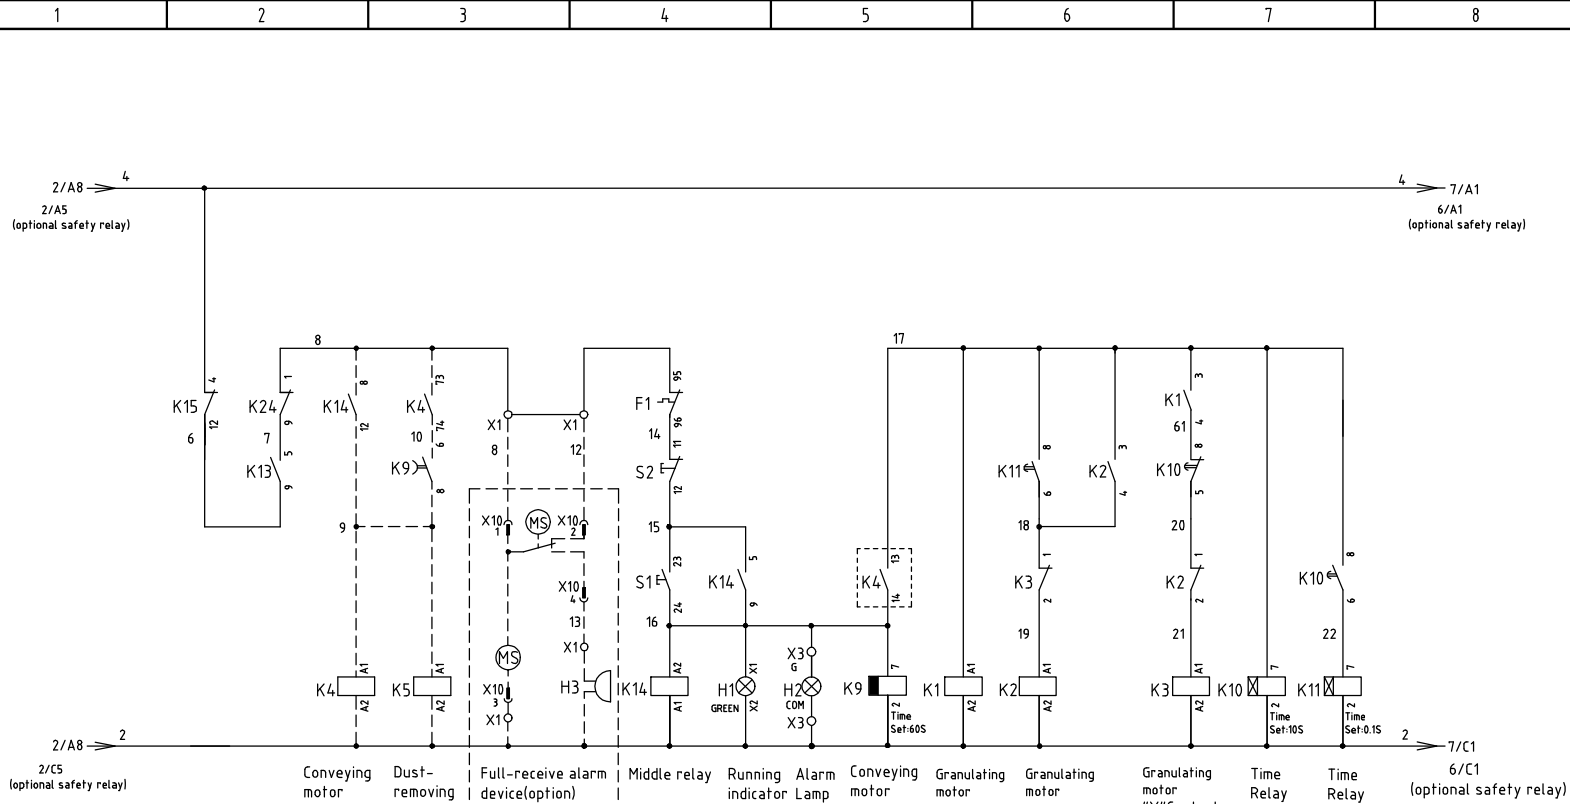 1 2 3 4 5 6 7 8
4 4
2/A8 7/A1
2/A5 6/A1
(optional safety relay) (optional safety relay)
8 17
4 1 8 73 95 3
K15 K24 K14 K4 F1 K1
12 9 12 74 X1 X1 96 61 4
6 7 10 8 12 14
5 6 11 8 3 8
K13 K9 S2 K11 K2 K10
9 8 12 6 4 5
9 X10 1 MS X10 2 15 18 20
23 5 13 1 1 8
X10 4 S1 K14 K4 K3 K2 K10
24 9 14 2 2 6
13 16 19 21 22
X1 X3
MS G
A1 A1 A2 X1 7 A1 A1 A1 7 7
K4 K5 X10 3 H3 K14 H1 H2 K9 K1 K2 K3 K10 K11
A2 A2 A1 X2 2 A2 A2 A2 2 2
GREEN COM
X1 X3 Time Time Time
Set:60S Set:10S Set:0.1S
2 2
2/A8 7/C1
2/C5 6/C1
(optional safety relay) (optional safety relay)
Conveying Dust- Full-receive alarm Middle relay Running Alarm Conveying Granulating Granulating Granulating Time Time
motor removing device(option) indicator Lamp motor motor motor motor Relay Relay